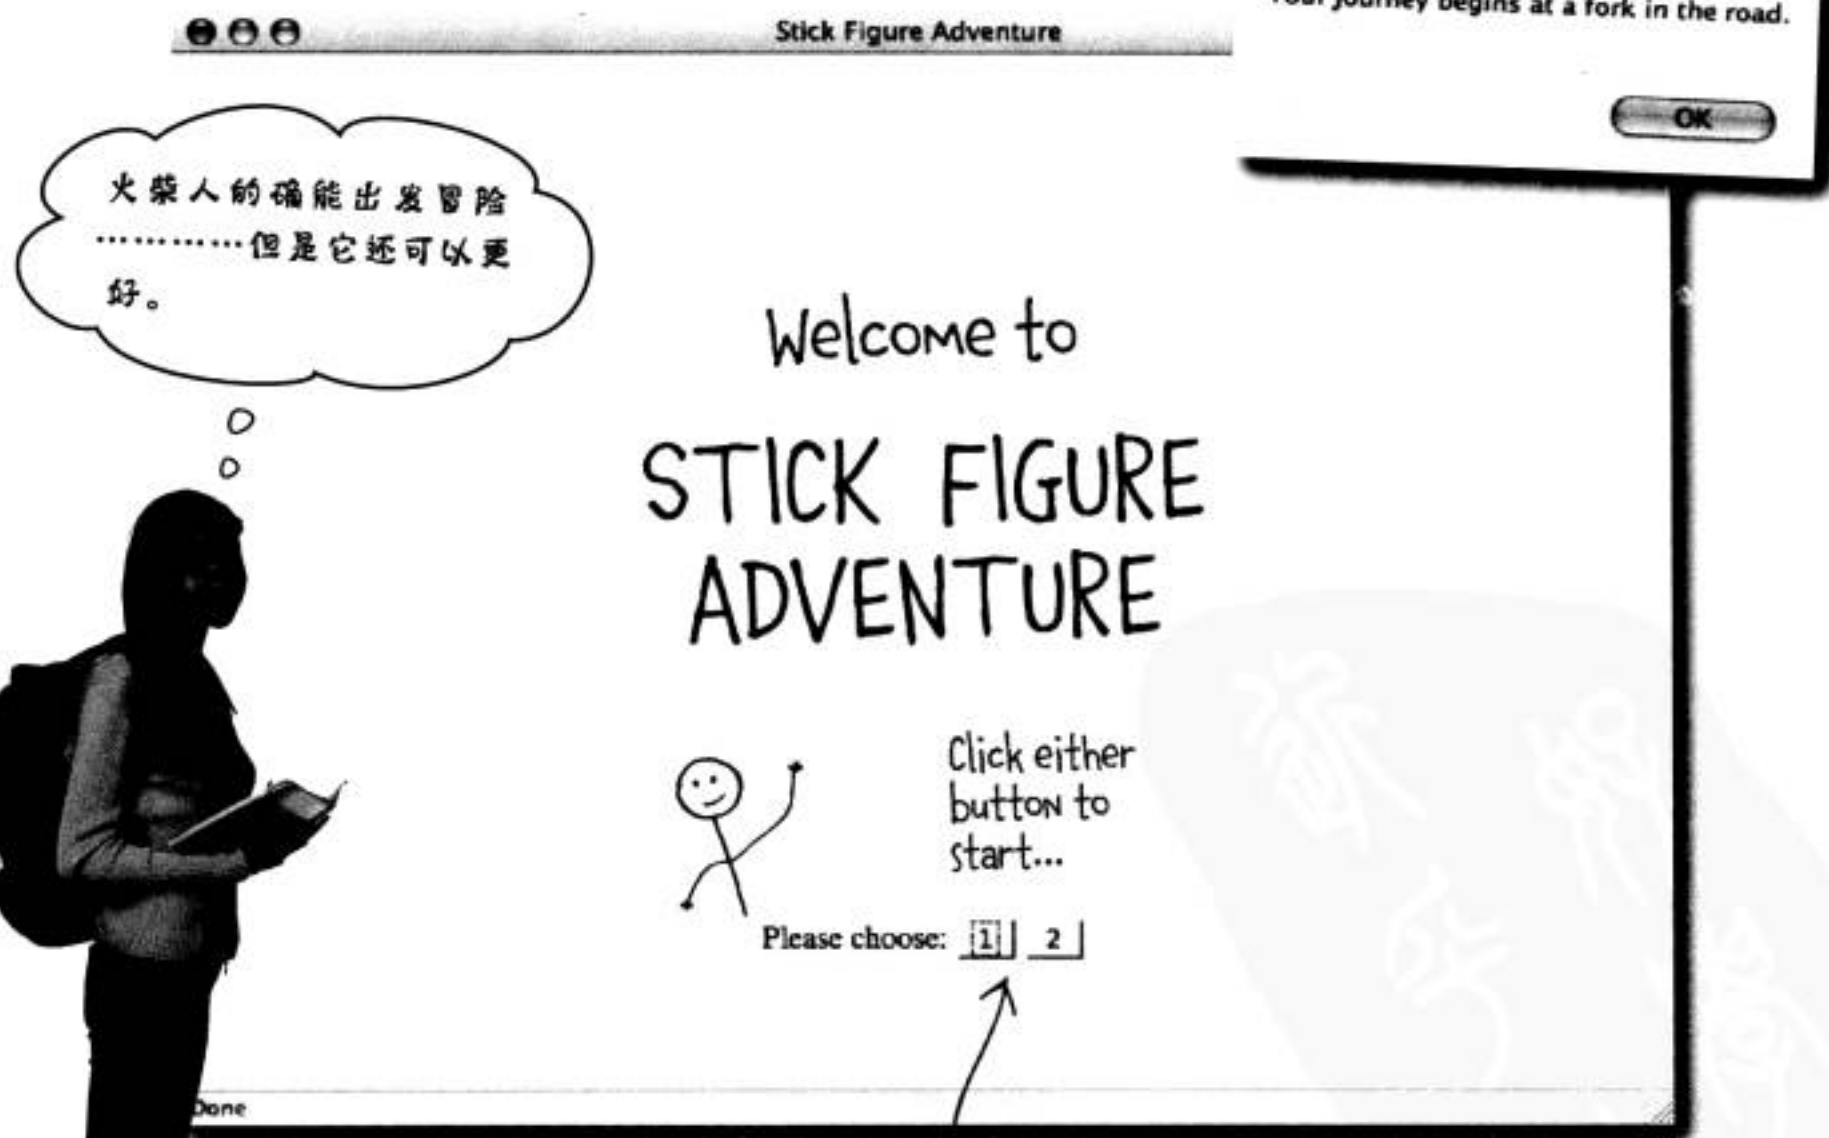 Stick Figure Adventure
journey begins at a fork in the road.
OK
火柴人的确能出发冒险
…………但是它还可以更
好。
Welcome to
STICK FIGURE
ADVENTURE
Click either
button to
start...
Please choose: 1 2
Done